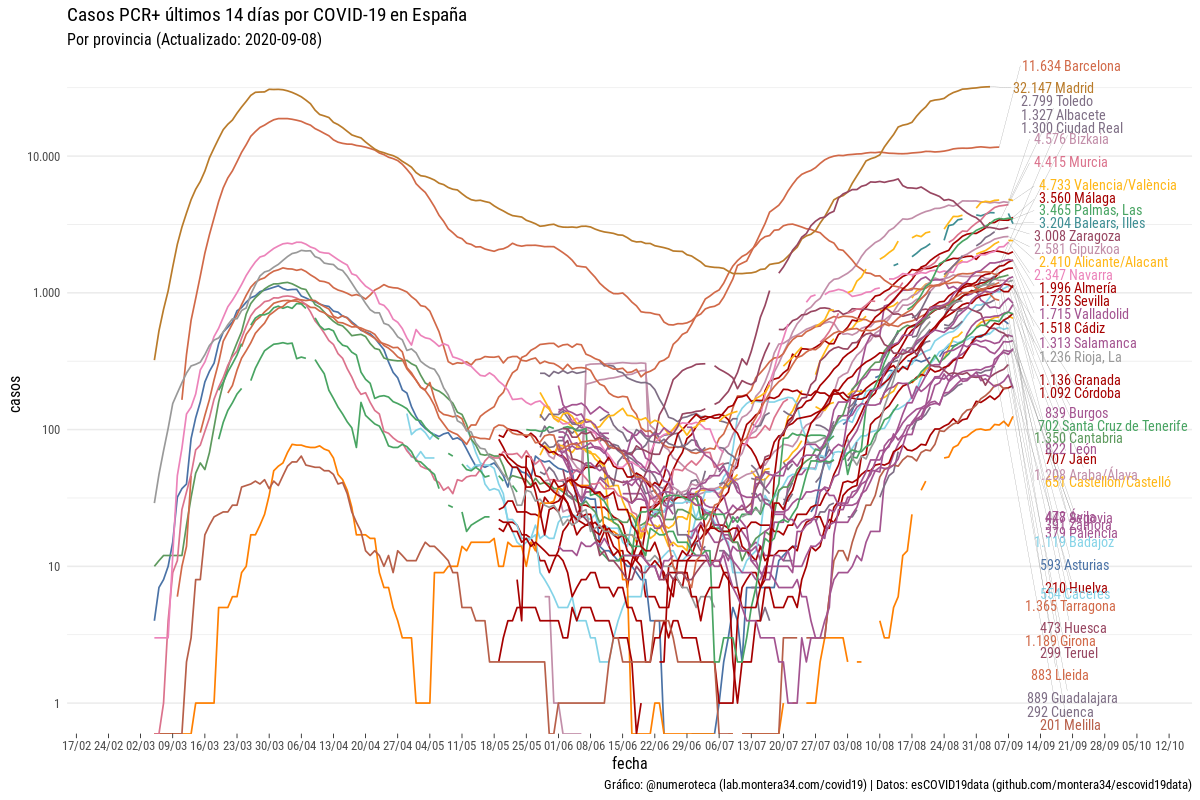 Casos PCR+ últimos 14 días por COVID-19 en España
Por provincia (Actualizado: 2020-09-08)
casos
10.000
1.000
100
10
1
11.634 Barcelona
32.147 Madrid
2.799 Toledo
1.327 Albacete
1.300 Ciudad Real
4.576 Bizkaia
4.415 Murcia
4.733 Valencia/València
3.560 Málaga
3.465 Palmas, Las
3.204 Balears, Illes
3.008 Zaragoza
2.581 Gipuzkoa
2.410 Alicante/Alacant
2.347 Navarra
1.996 Almería
1.735 Sevilla
1.715 Valladolid
1.518 Cádiz
1.313 Salamanca
1.236 Rioja, La
1.136 Granada
1.092 Córdoba
839 Burgos
702 Santa Cruz de Tenerife
1.350 Cantabria
822 León
707 Jaén
1.208 Araba/Álava
Castellón/Castelló
Ávila
Segovia
Zamora
379 Palencia
Badajoz
593 Asturias
210 Huelva
Cáceres
1.365 Tarragona
473 Huesca
1.189 Girona
299 Teruel
883 Lleida
889 Guadalajara
292 Cuenca
201 Melilla
17/02 24/02 02/03 09/03 16/03 23/03 30/03 06/04 13/04 20/04 27/04 04/05 11/05 18/05 25/05 01/06 08/06 15/06 22/06 29/06 06/07 13/07 20/07 27/07 03/08 10/08 17/08 24/08 31/08 07/09 14/09 21/09 28/09 05/10 12/10
fecha
Gráfico: @numeroteca (lab.montera34.com/covid19) | Datos: esCOVID19data (github.com/montera34/escovid19data)